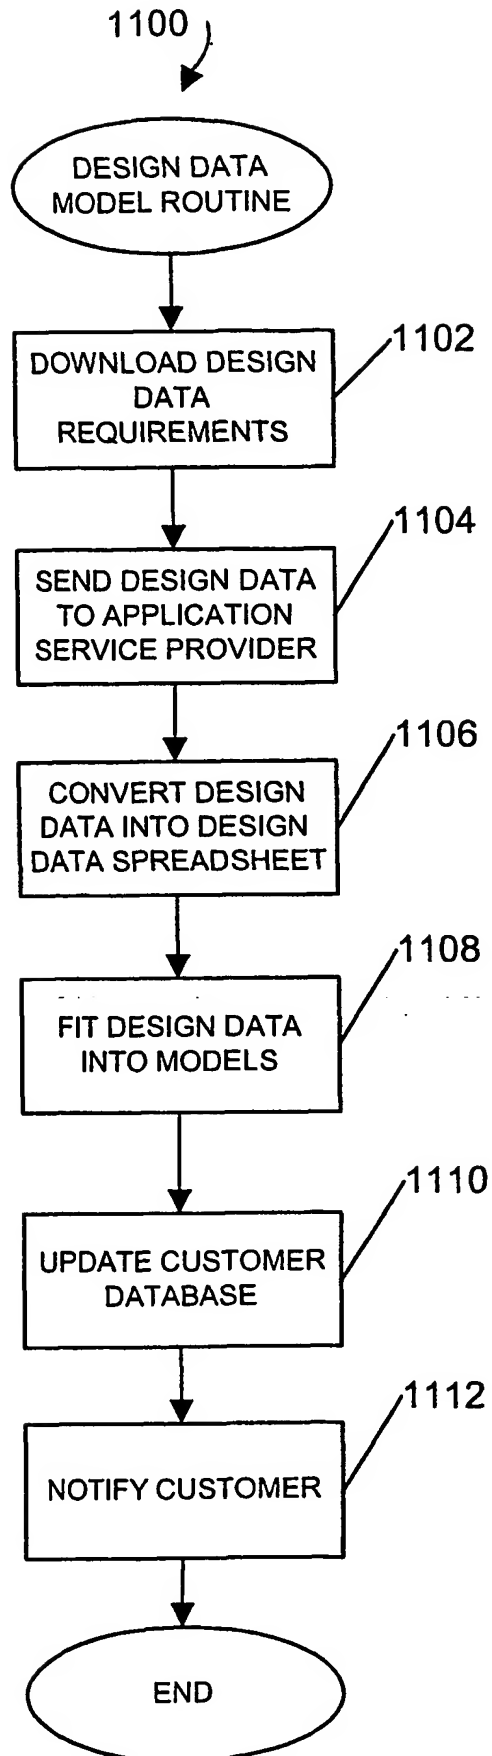 1100
DESIGN DATA
MODEL ROUTINE
1102
DOWNLOAD DESIGN
DATA
REQUIREMENTS
1104
SEND DESIGN DATA
TO APPLICATION
SERVICE PROVIDER
1106
CONVERT DESIGN
DATA INTO DESIGN
DATA SPREADSHEET
1108
FIT DESIGN DATA
INTO MODELS
1110
UPDATE CUSTOMER
DATABASE
1112
NOTIFY CUSTOMER
END